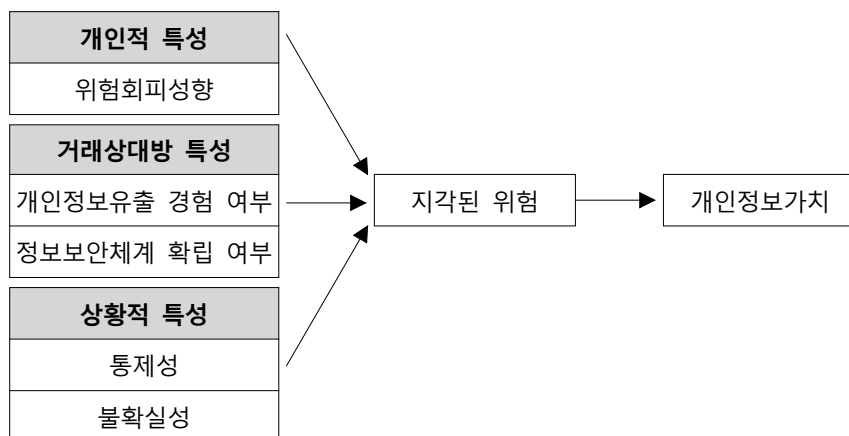 개인적 특성
위험회피성향
거래상대방 특성
개인정보유출 경험 여부
정보보안체계 확립 여부
상황적 특성
통제성
불확실성
지각된 위험
개인정보가치